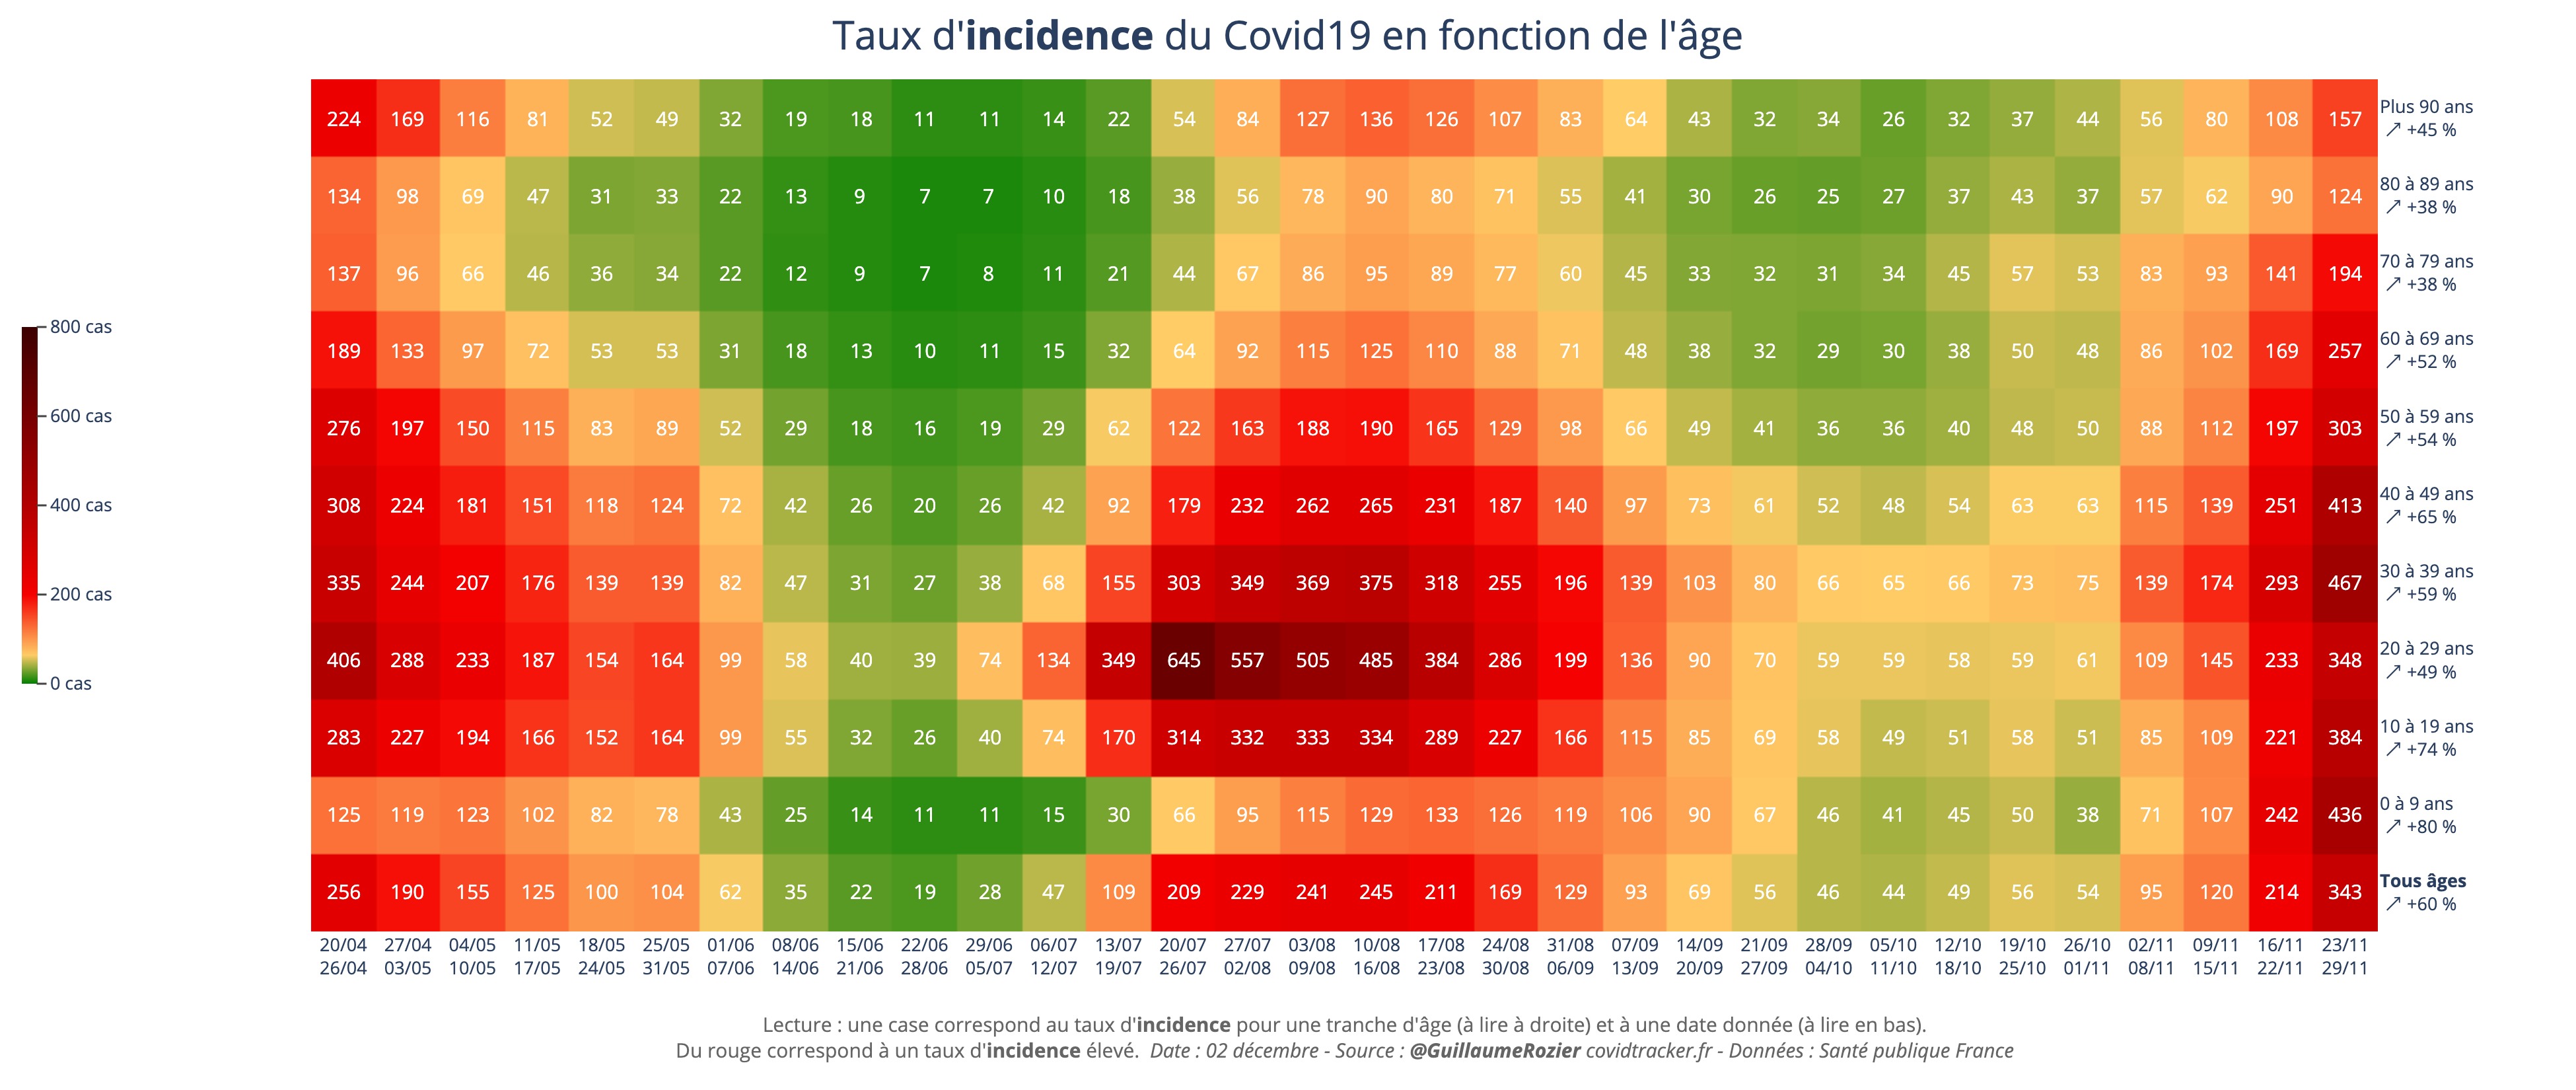 Taux d'incidence du Covid19 en fonction de l'âge
224 169 116 81 52 49 32 19 18 11 11 14 22 54 84 127 136 126 107 83 64 43 32 34 26 32 37 44 56 80 108 157 Plus 90 ans
↗ +45 %
134 98 69 47 31 33 22 13 9 7 7 10 18 38 56 78 90 80 71 55 41 30 26 25 27 37 43 37 57 62 90 124 80 à 89 ans
↗ +38 %
137 96 66 46 36 34 22 12 9 7 8 11 21 44 67 86 95 89 77 60 45 33 32 31 34 45 57 53 83 93 141 194 70 à 79 ans
↗ +38 %
800 cas
189 133 97 72 53 53 31 18 13 10 11 15 32 64 92 115 125 110 88 71 48 38 32 29 30 38 50 48 86 102 169 257 60 à 69 ans
↗ +52 %
600 cas
276 197 150 115 83 89 52 29 18 16 19 29 62 122 163 188 190 165 129 98 66 49 41 36 36 40 48 50 88 112 197 303 50 à 59 ans
↗ +54 %
400 cas
308 224 181 151 118 124 72 42 26 20 26 42 92 179 232 262 265 231 187 140 97 73 61 52 48 54 63 63 115 139 251 413 40 à 49 ans
↗ +65 %
200 cas
335 244 207 176 139 139 82 47 31 27 38 68 155 303 349 369 375 318 255 196 139 103 80 66 65 66 73 75 139 174 293 467 30 à 39 ans
↗ +59 %
0 cas
406 288 233 187 154 164 99 58 40 39 74 134 349 645 557 505 485 384 286 199 136 90 70 59 59 58 59 61 109 145 233 348 20 à 29 ans
↗ +49 %
283 227 194 166 152 164 99 55 32 26 40 74 170 314 332 333 334 289 227 166 115 85 69 58 49 51 58 51 85 109 221 384 10 à 19 ans
↗ +74 %
125 119 123 102 82 78 43 25 14 11 11 15 30 66 95 115 129 133 126 119 106 90 67 46 41 45 50 38 71 107 242 436 0 à 9 ans
↗ +80 %
256 190 155 125 100 104 62 35 22 19 28 47 109 209 229 241 245 211 169 129 93 69 56 46 44 49 56 54 95 120 214 343 Tous âges
↗ +60 %
20/04 27/04 04/05 11/05 18/05 25/05 01/06 08/06 15/06 22/06 29/06 06/07 13/07 20/07 27/07 03/08 10/08 17/08 24/08 31/08 07/09 14/09 21/09 28/09 05/10 12/10 19/10 26/10 02/11 09/11 16/11 23/11
26/04 03/05 10/05 17/05 24/05 31/05 07/06 14/06 21/06 28/06 05/07 12/07 19/07 26/07 02/08 09/08 16/08 23/08 30/08 06/09 13/09 20/09 27/09 04/10 11/10 18/10 25/10 01/11 08/11 15/11 22/11 29/11
Lecture : une case correspond au taux d'incidence pour une tranche d'âge (à lire à droite) et à une date donnée (à lire en bas).
Du rouge correspond à un taux d'incidence élevé. Date : 02 décembre - Source : @GuillaumeRozier covidtracker.fr - Données : Santé publique France